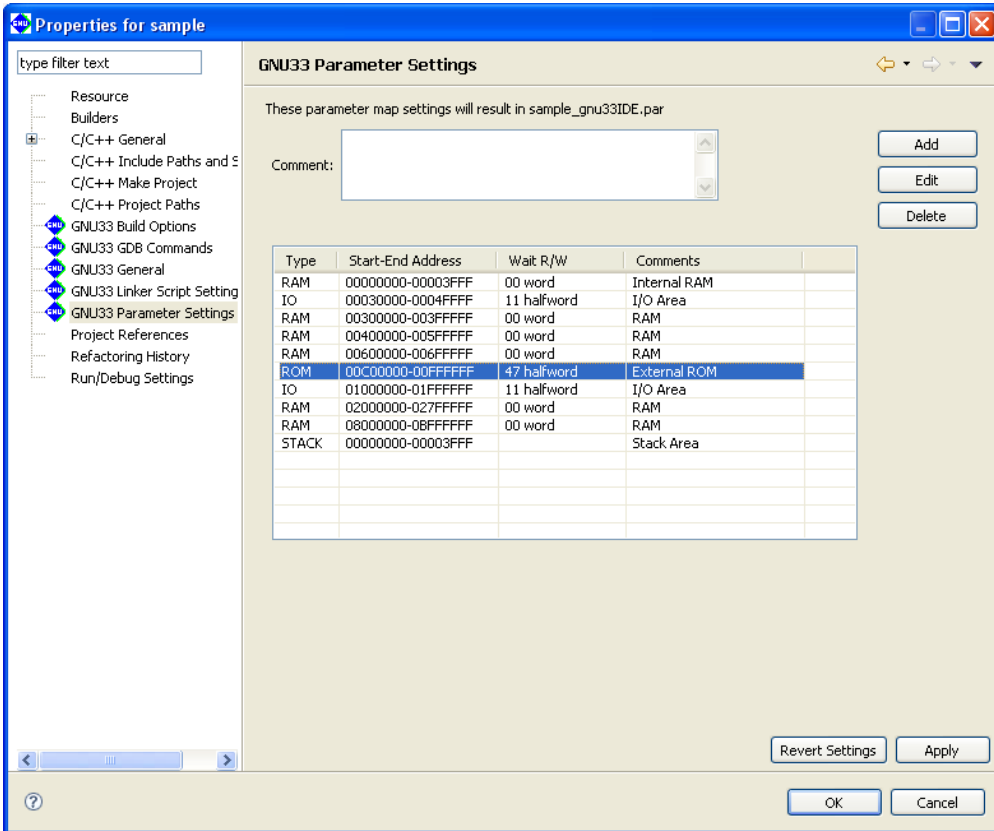 Properties for sample
type filter text
GNU33 Parameter Settings
Resource
Builders
C/C++ General
C/C++ Include Paths and S
C/C++ Make Project
C/C++ Project Paths
GNU GNU33 Build Options
GNU GNU33 GDB Commands
GNU GNU33 General
GNU GNU33 Linker Script Setting
GNU GNU33 Parameter Settings
Project References
Refactoring History
Run/Debug Settings
These parameter map settings will result in sample_gnu33IDE.par
Comment:
Add
Edit
Delete
Type Start-End Address Wait R/W Comments
RAM 00000000-00003FFF 00 word Internal RAM
IO 00030000-0004FFFF 11 halfword I/O Area
RAM 00300000-003FFFFF 00 word RAM
RAM 00400000-005FFFFF 00 word RAM
RAM 00600000-006FFFFF 00 word RAM
ROM 00C00000-00FFFFFF 47 halfword External ROM
IO 01000000-01FFFFFF 11 halfword I/O Area
RAM 02000000-027FFFFF 00 word RAM
RAM 08000000-0BFFFFFF 00 word RAM
STACK 00000000-00003FFF Stack Area
Revert Settings Apply
? OK Cancel